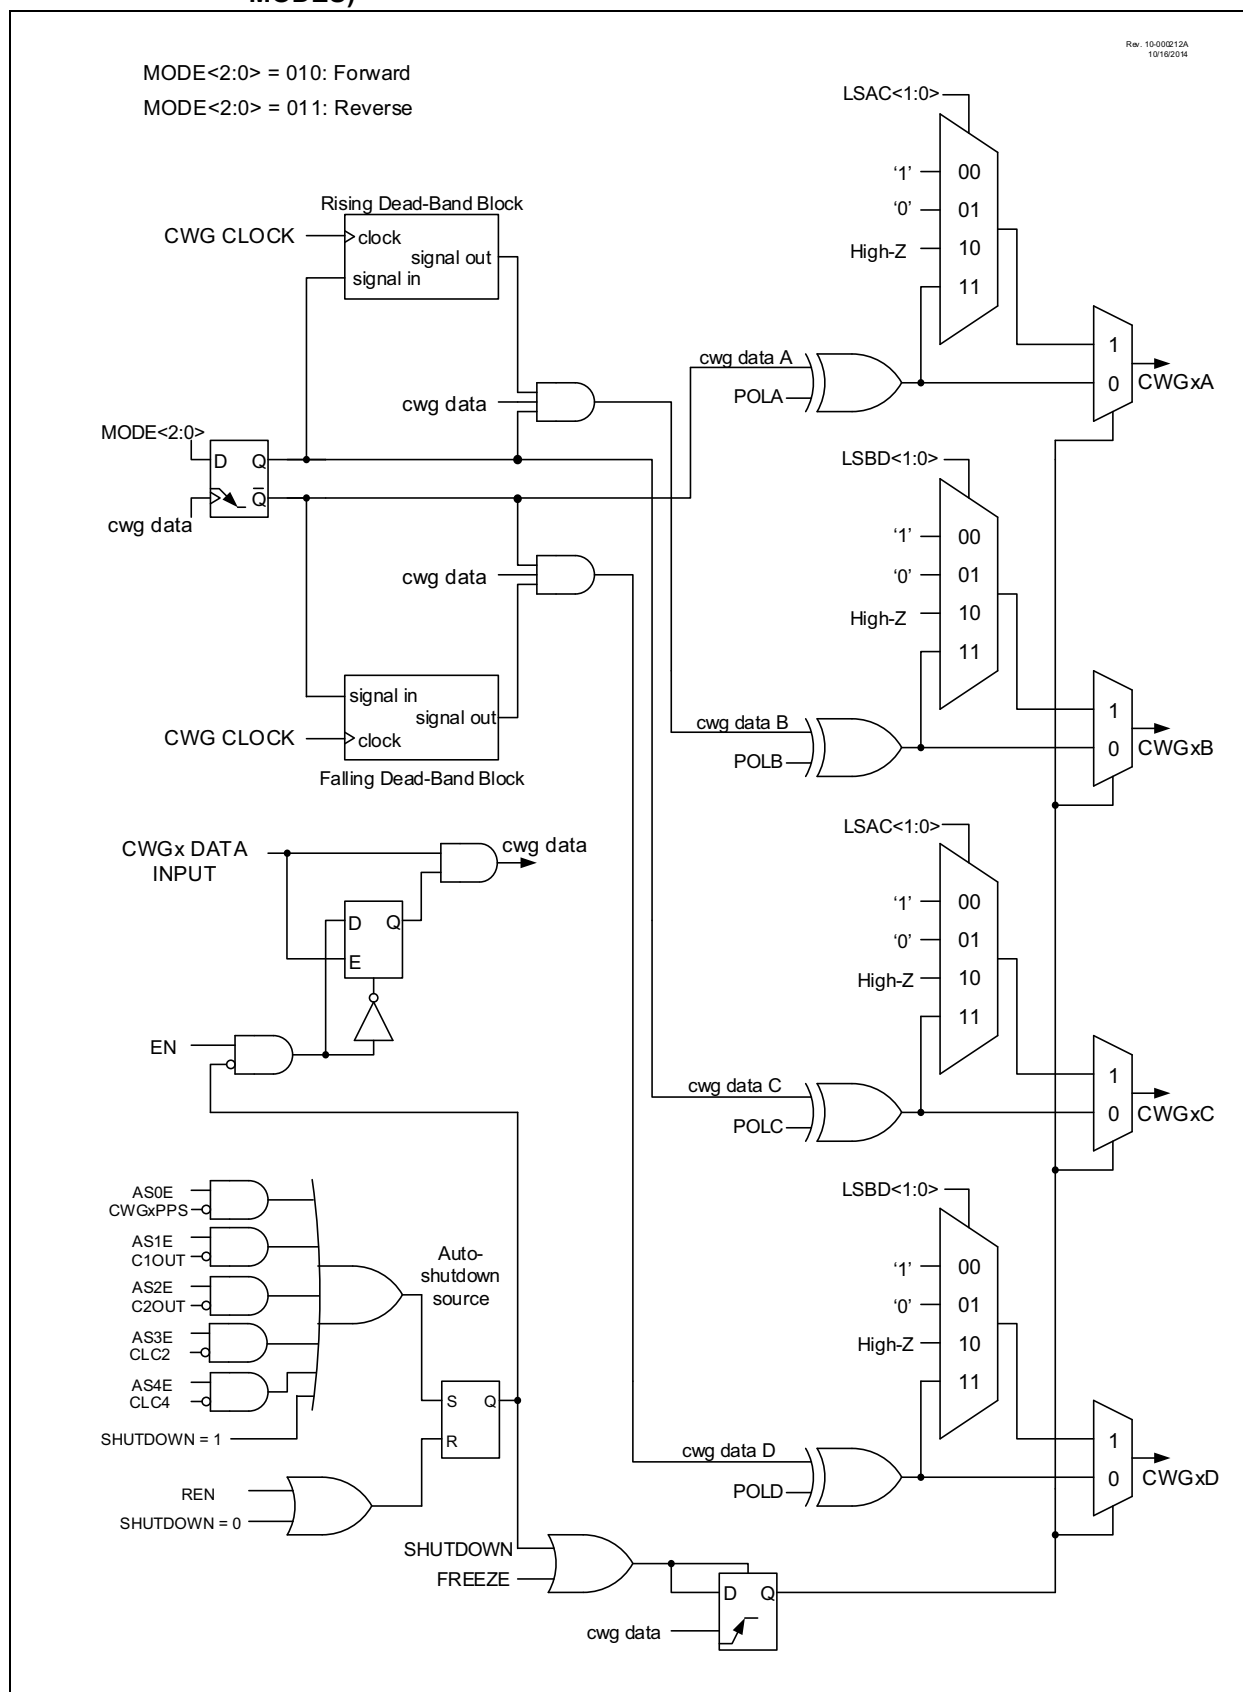 MODES)
Rev. 10-000212A
10/16/2014
MODE<2:0> = 010: Forward
MODE<2:0> = 011: Reverse
LSAC<1:0>
'1'
00
'0'
01
High-Z
10
11
1
0
CWGxA
Rising Dead-Band Block
CWG CLOCK
clock
signal out
signal in
cwg data A
POLA
cwg data
MODE<2:0>
D
Q
Q
cwg data
LSBD<1:0>
'1'
00
'0'
01
High-Z
10
11
1
0
CWGxB
cwg data
signal in
signal out
CWG CLOCK
clock
Falling Dead-Band Block
cwg data B
POLB
CWGx DATA
INPUT
cwg data
D
Q
E
EN
LSAC<1:0>
'1'
00
'0'
01
High-Z
10
11
1
0
CWGxC
cwg data C
POLC
AS0E
CWGxPPS
AS1E
C1OUT
AS2E
C2OUT
AS3E
CLC2
AS4E
CLC4
SHUTDOWN = 1
Auto-
shutdown
source
S
Q
R
REN
SHUTDOWN = 0
LSBD<1:0>
'1'
00
'0'
01
High-Z
10
11
1
0
CWGxD
cwg data D
POLD
SHUTDOWN
FREEZE
D
Q
cwg data